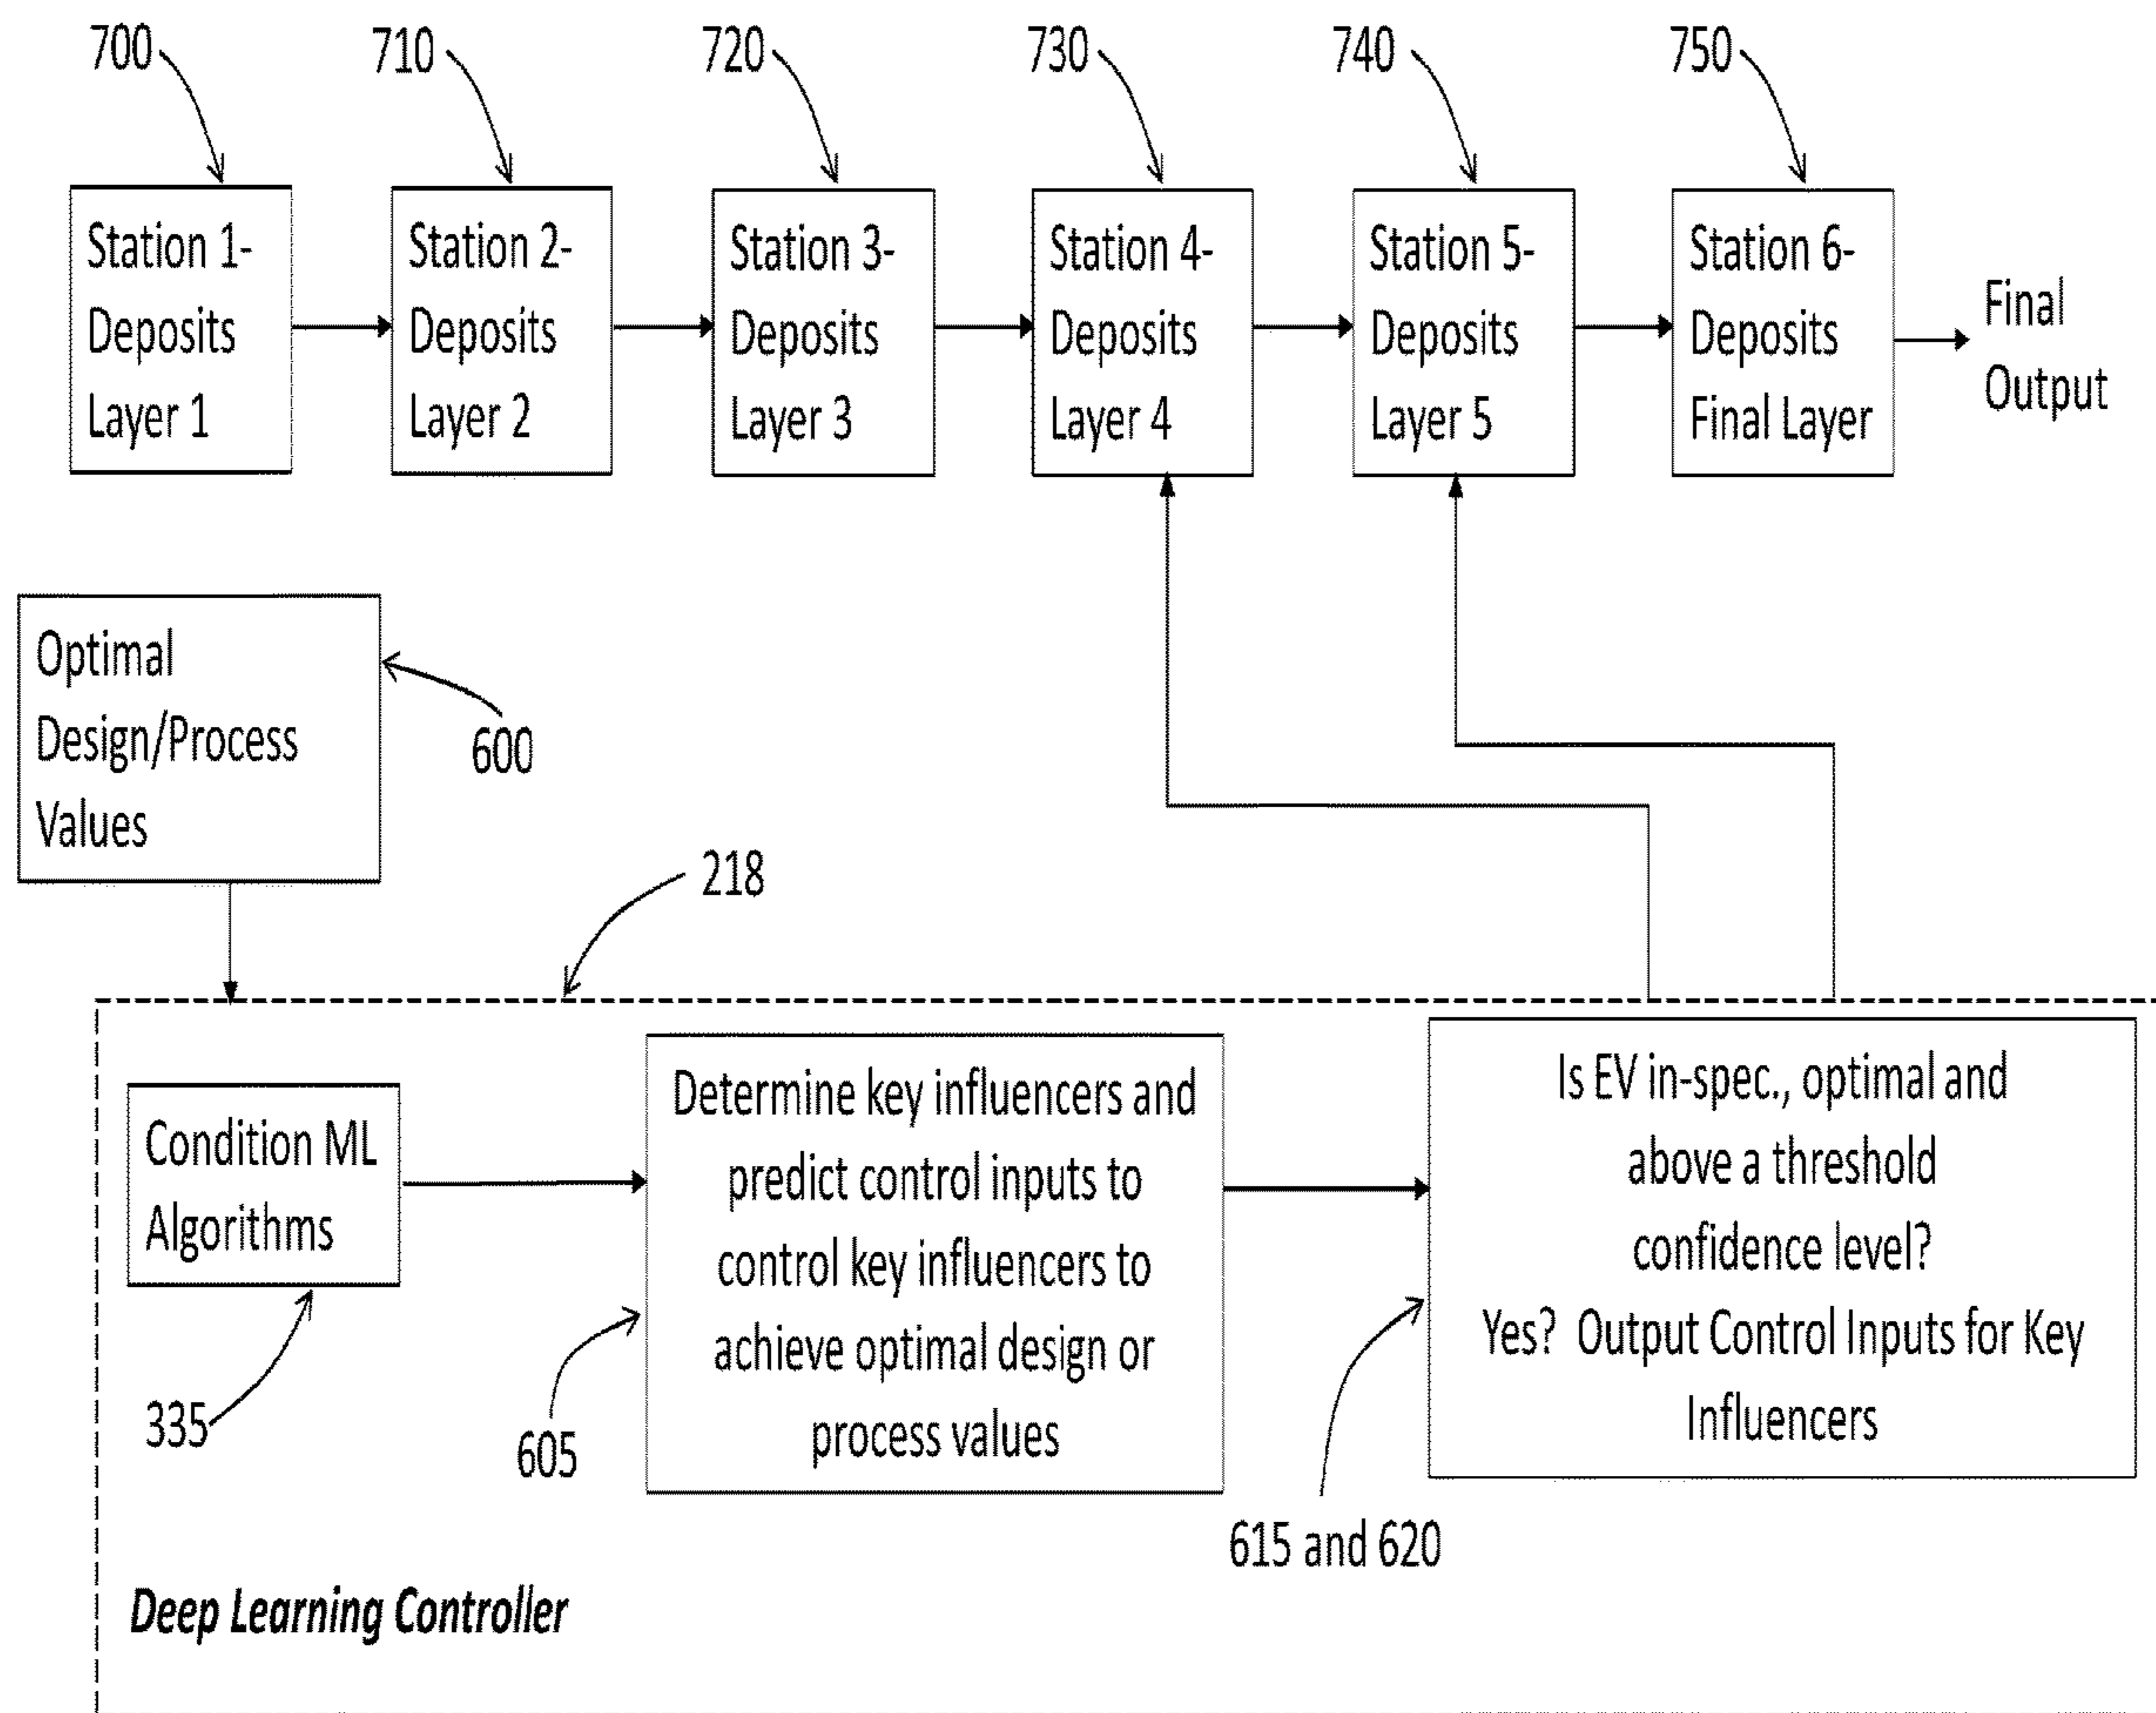 700
710
720
730
740
750
Station 1-
Deposits
Layer 1
Station 2-
Deposits
Layer 2
Station 3-
Deposits
Layer 3
Station 4-
Deposits
Layer 4
Station 5-
Deposits
Layer 5
Station 6-
Deposits
Final Layer
Final
Output
Optimal
Design/Process
Values
600
218
Condition ML
Algorithms
335
Determine key influencers and
predict control inputs to
control key influencers to
achieve optimal design or
process values
605
Is EV in-spec., optimal and
above a threshold
confidence level?
Yes? Output Control Inputs for Key
Influencers
615 and 620
Deep Learning Controller